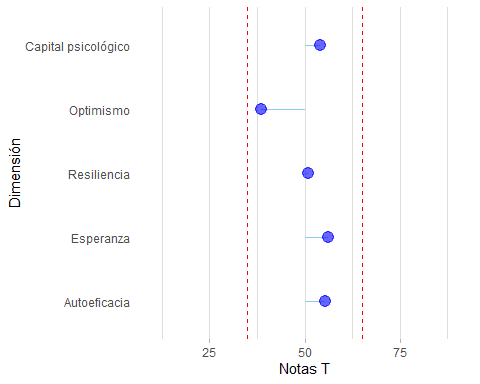 Capital psicológico
Optimismo
Resiliencia
Esperanza
Autoeficacia
Dimensión
25
50
75
Notas T